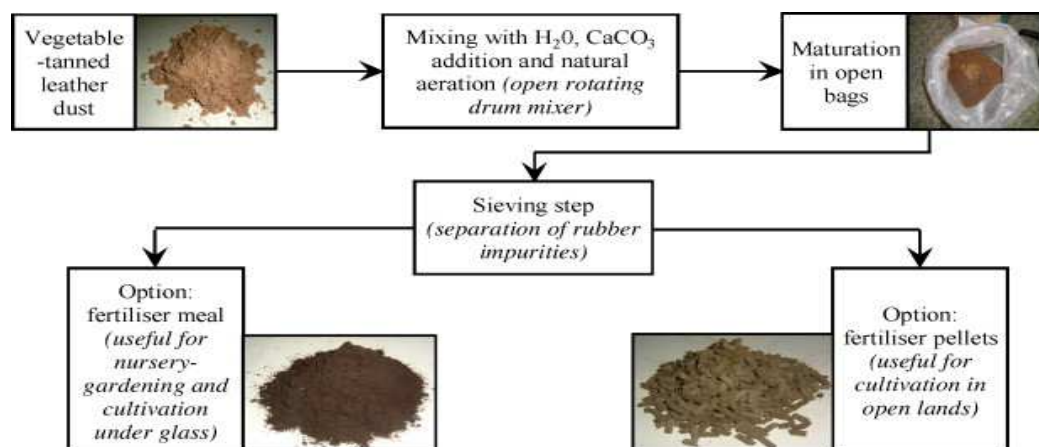 Vegetable
-tanned
leather
dust
Mixing with H₂0, CaCO₃
addition and natural
aeration (open rotating
drum mixer)
Maturation
in open
bags
Sieving step
(separation of rubber
impurities)
Option:
fertiliser meal
(useful for
nursery-
gardening and
cultivation
under glass)
Option:
fertiliser pellets
(useful for
cultivation in
open lands)